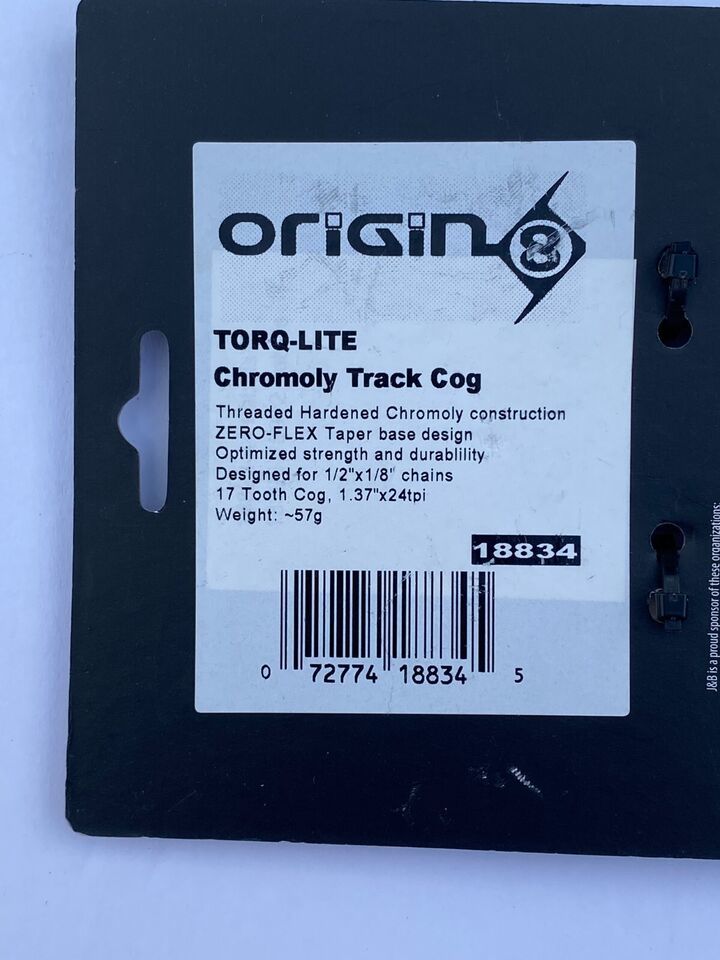 ORIGIN 8
TORQ-LITE
Chromoly Track Cog
Threaded Hardened Chromoly construction
ZERO-FLEX Taper base design
Optimized strength and durablility
Designed for 1/2"x1/8" chains
17 Tooth Cog, 1.37"x24tpi
Weight: ~57g
18834
0 72774 18834 5
J&B is a proud sponsor of these organizations: